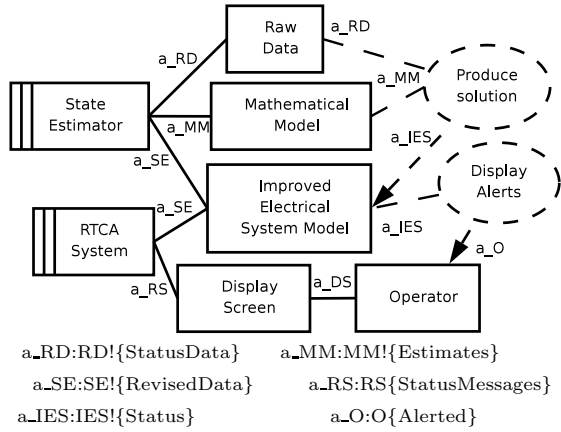 Raw
Data
a_RD
a_RD
a_MM
Produce
solution
State
Estimator
a_MM
Mathematical
Model
a_IES
a_SE
Display
Alerts
Improved
Electrical
System Model
a_SE
RTCA
System
a_IES
a_O
a_RS
Display
Screen
a_DS
Operator
a_RD:RD!{StatusData}
a_MM:MM!{Estimates}
a_SE:SE!{RevisedData}
a_RS:RS{StatusMessages}
a_IES:IES!{Status}
a_O:O{Alerted}